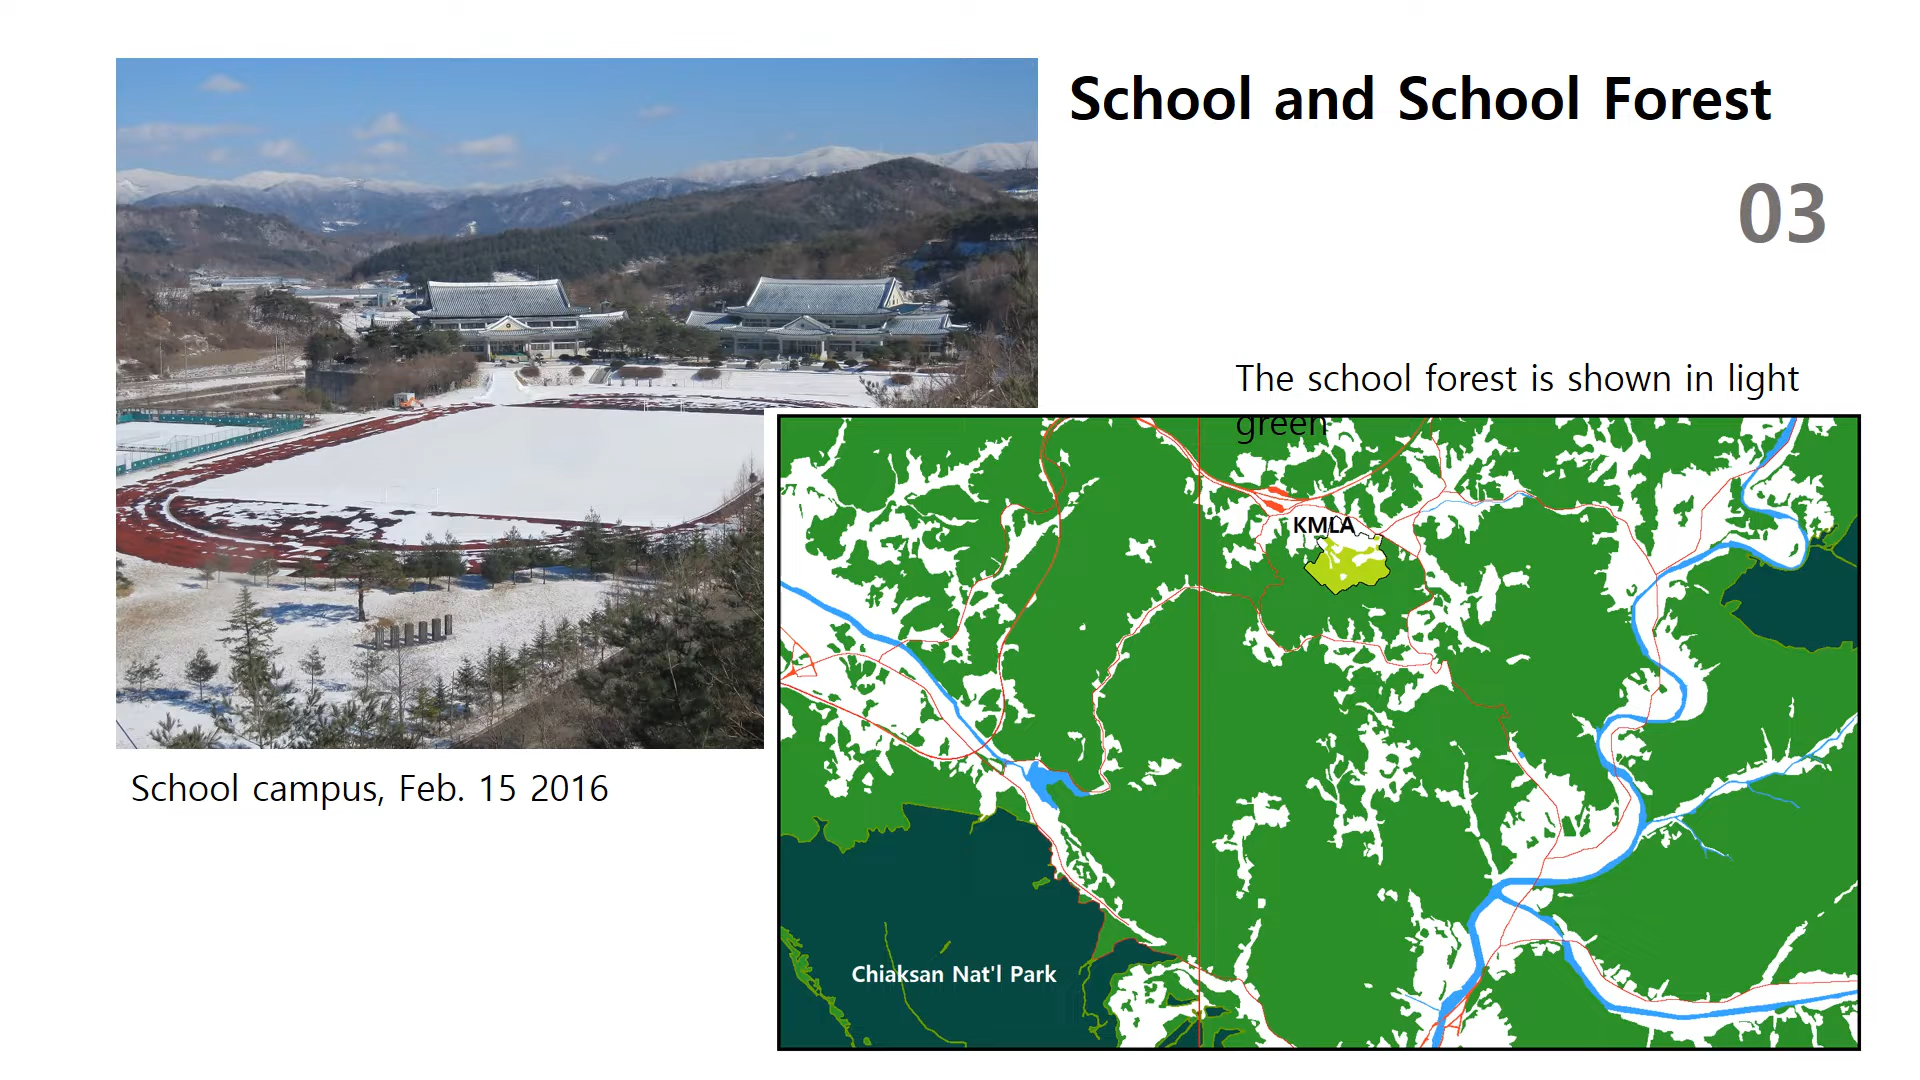 School and School Forest
03
The school forest is shown in light
green
KMLA
School campus, Feb. 15 2016
Chiaksan Nat'l Park